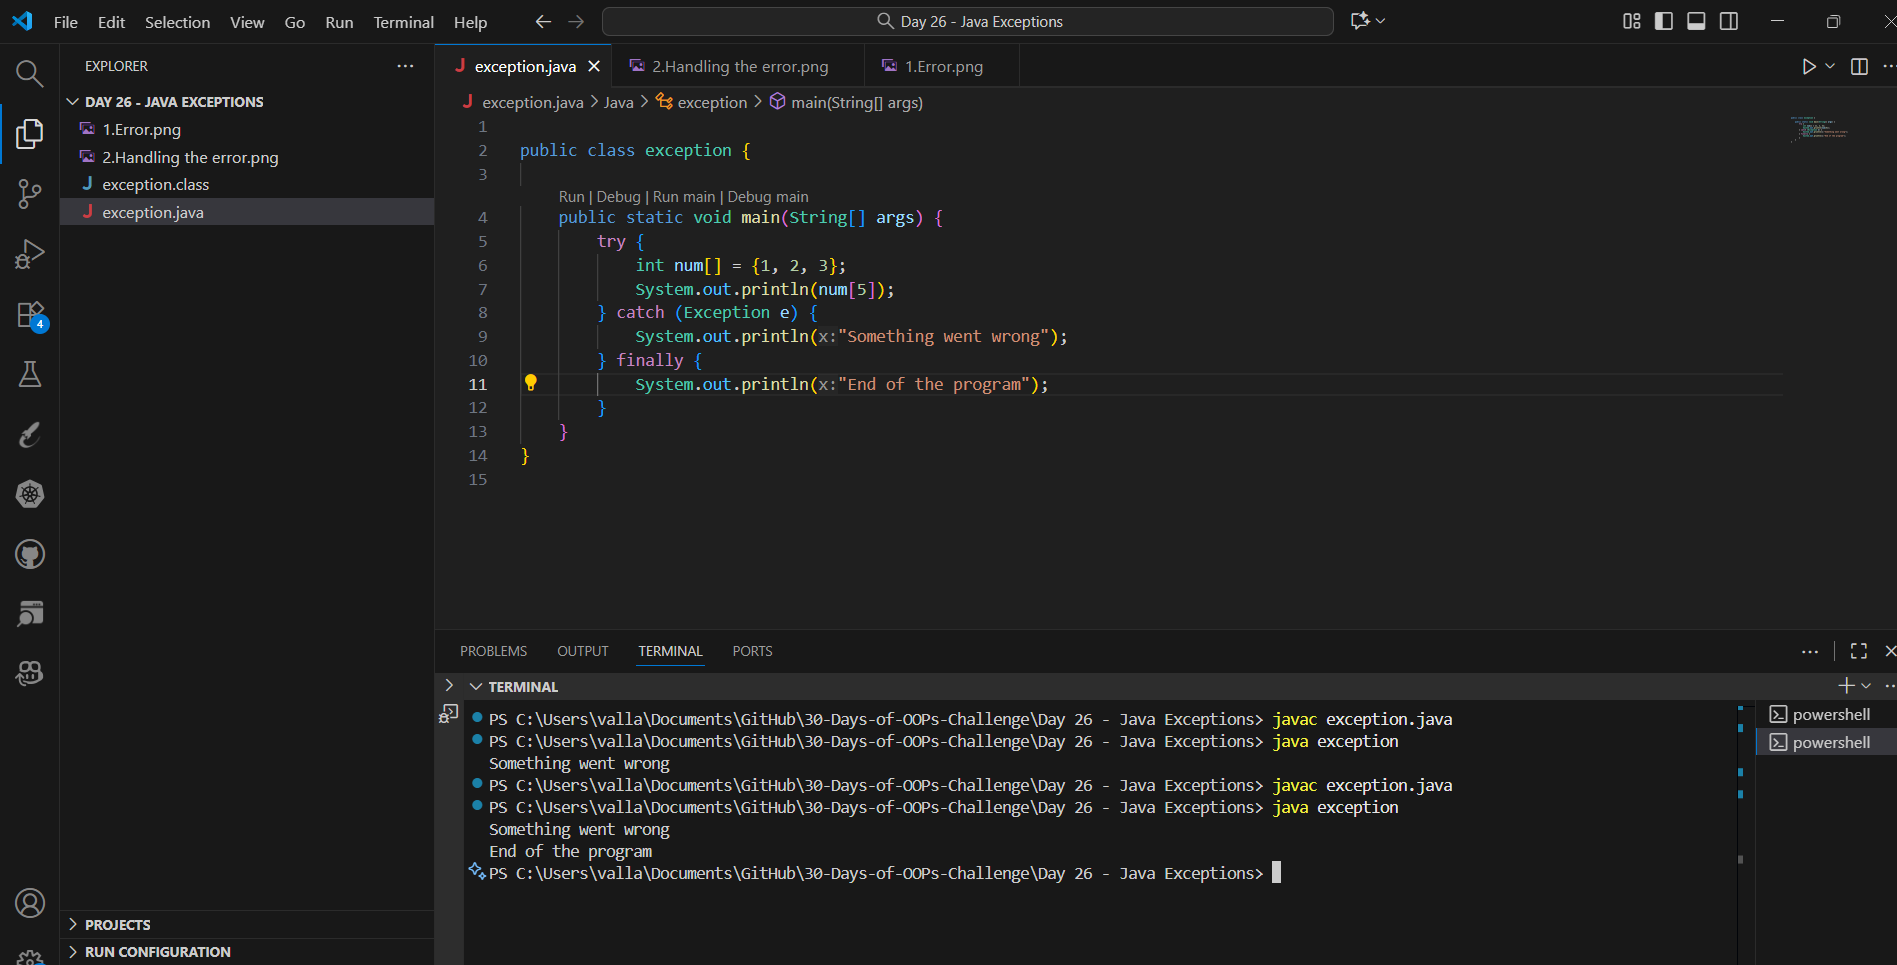 File Edit Selection View Go Run Terminal Help
Day 26 - Java Exceptions
EXPLORER
DAY 26 - JAVA EXCEPTIONS
1.Error.png
2.Handling the error.png
exception.class
exception.java
4
PROJECTS
RUN CONFIGURATION
exception.java 2.Handling the error.png 1.Error.png
exception.java > Java > exception > main(String[] args)
1
2 public class exception {
3
Run | Debug | Run main | Debug main
4 public static void main(String[] args) {
5 try {
6 int num[] = {1, 2, 3};
7 System.out.println(num[5]);
8 } catch (Exception e) {
9 System.out.println(x:"Something went wrong");
10 } finally {
11 System.out.println(x:"End of the program");
12 }
13 }
14 }
15
PROBLEMS OUTPUT TERMINAL PORTS
TERMINAL
PS C:\Users\valla\Documents\GitHub\30-Days-of-OOPs-Challenge\Day 26 - Java Exceptions> javac exception.java
PS C:\Users\valla\Documents\GitHub\30-Days-of-OOPs-Challenge\Day 26 - Java Exceptions> java exception
Something went wrong
PS C:\Users\valla\Documents\GitHub\30-Days-of-OOPs-Challenge\Day 26 - Java Exceptions> javac exception.java
PS C:\Users\valla\Documents\GitHub\30-Days-of-OOPs-Challenge\Day 26 - Java Exceptions> java exception
Something went wrong
End of the program
PS C:\Users\valla\Documents\GitHub\30-Days-of-OOPs-Challenge\Day 26 - Java Exceptions>
powershell
powershell